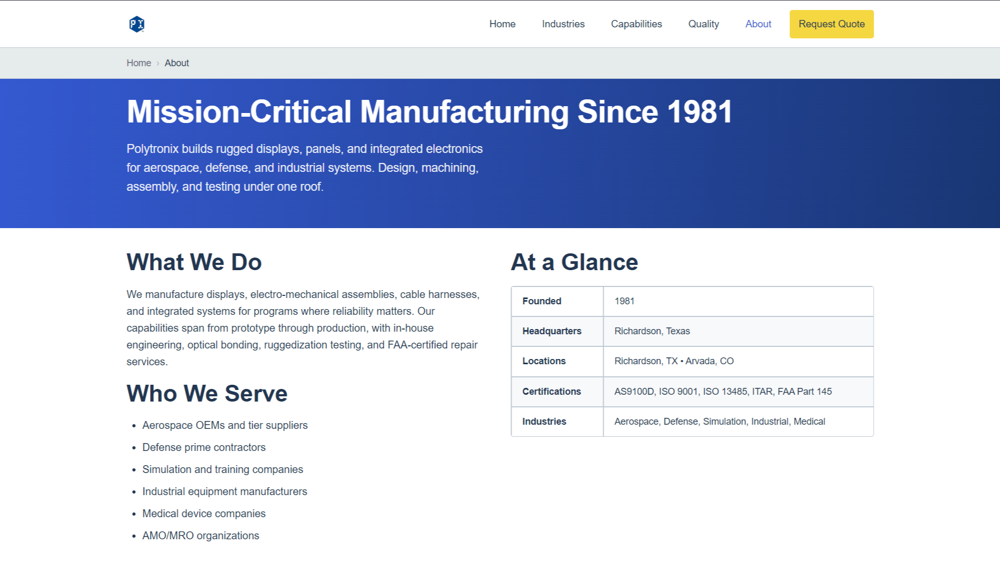 PI
Home
Industries
Capabilities
Quality
About
Request Quote
Home › About
Mission-Critical Manufacturing Since 1981
Polytronix builds rugged displays, panels, and integrated electronics
for aerospace, defense, and industrial systems. Design, machining,
assembly, and testing under one roof.
What We Do
We manufacture displays, electro-mechanical assemblies, cable harnesses,
and integrated systems for programs where reliability matters. Our
capabilities span from prototype through production, with in-house
engineering, optical bonding, ruggedization testing, and FAA-certified repair
services.
Who We Serve
• Aerospace OEMs and tier suppliers
• Defense prime contractors
• Simulation and training companies
• Industrial equipment manufacturers
• Medical device companies
• AMO/MRO organizations
At a Glance
Founded 1981
Headquarters Richardson, Texas
Locations Richardson, TX • Arvada, CO
Certifications AS9100D, ISO 9001, ISO 13485, ITAR, FAA Part 145
Industries Aerospace, Defense, Simulation, Industrial, Medical